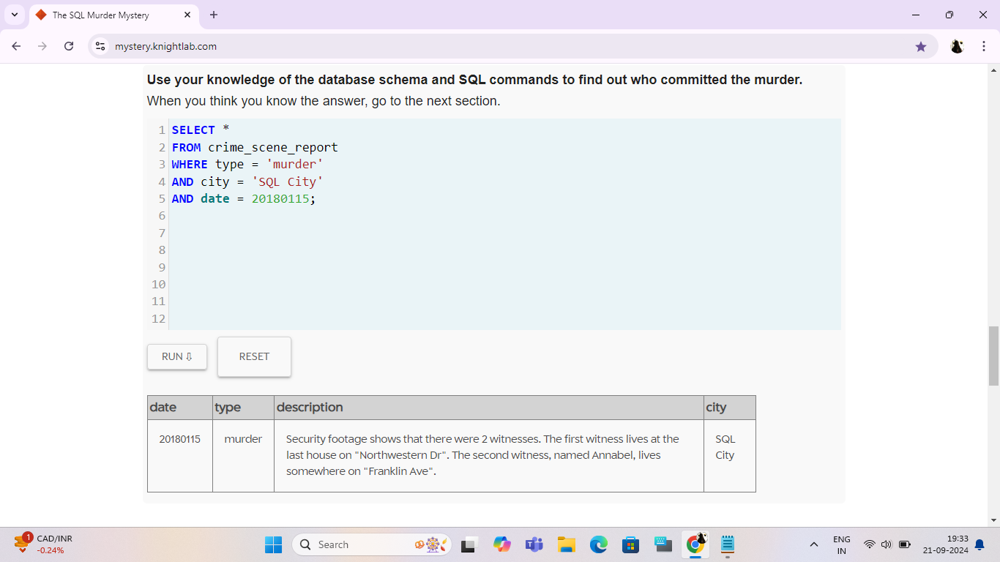 The SQL Murder Mystery
mystery.knightlab.com
Use your knowledge of the database schema and SQL commands to find out who committed the murder.
When you think you know the answer, go to the next section.
1 SELECT *
2 FROM crime_scene_report
3 WHERE type = 'murder'
4 AND city = 'SQL City'
5 AND date = 20180115;
6
7
8
9
10
11
12
RUN ⇩ RESET
date type description city
20180115 murder Security footage shows that there were 2 witnesses. The first witness lives at the SQL
last house on "Northwestern Dr". The second witness, named Annabel, lives City
somewhere on "Franklin Ave".
1 CAD/INR
-0.24%
Search
ENG
IN
19:33
21-09-2024